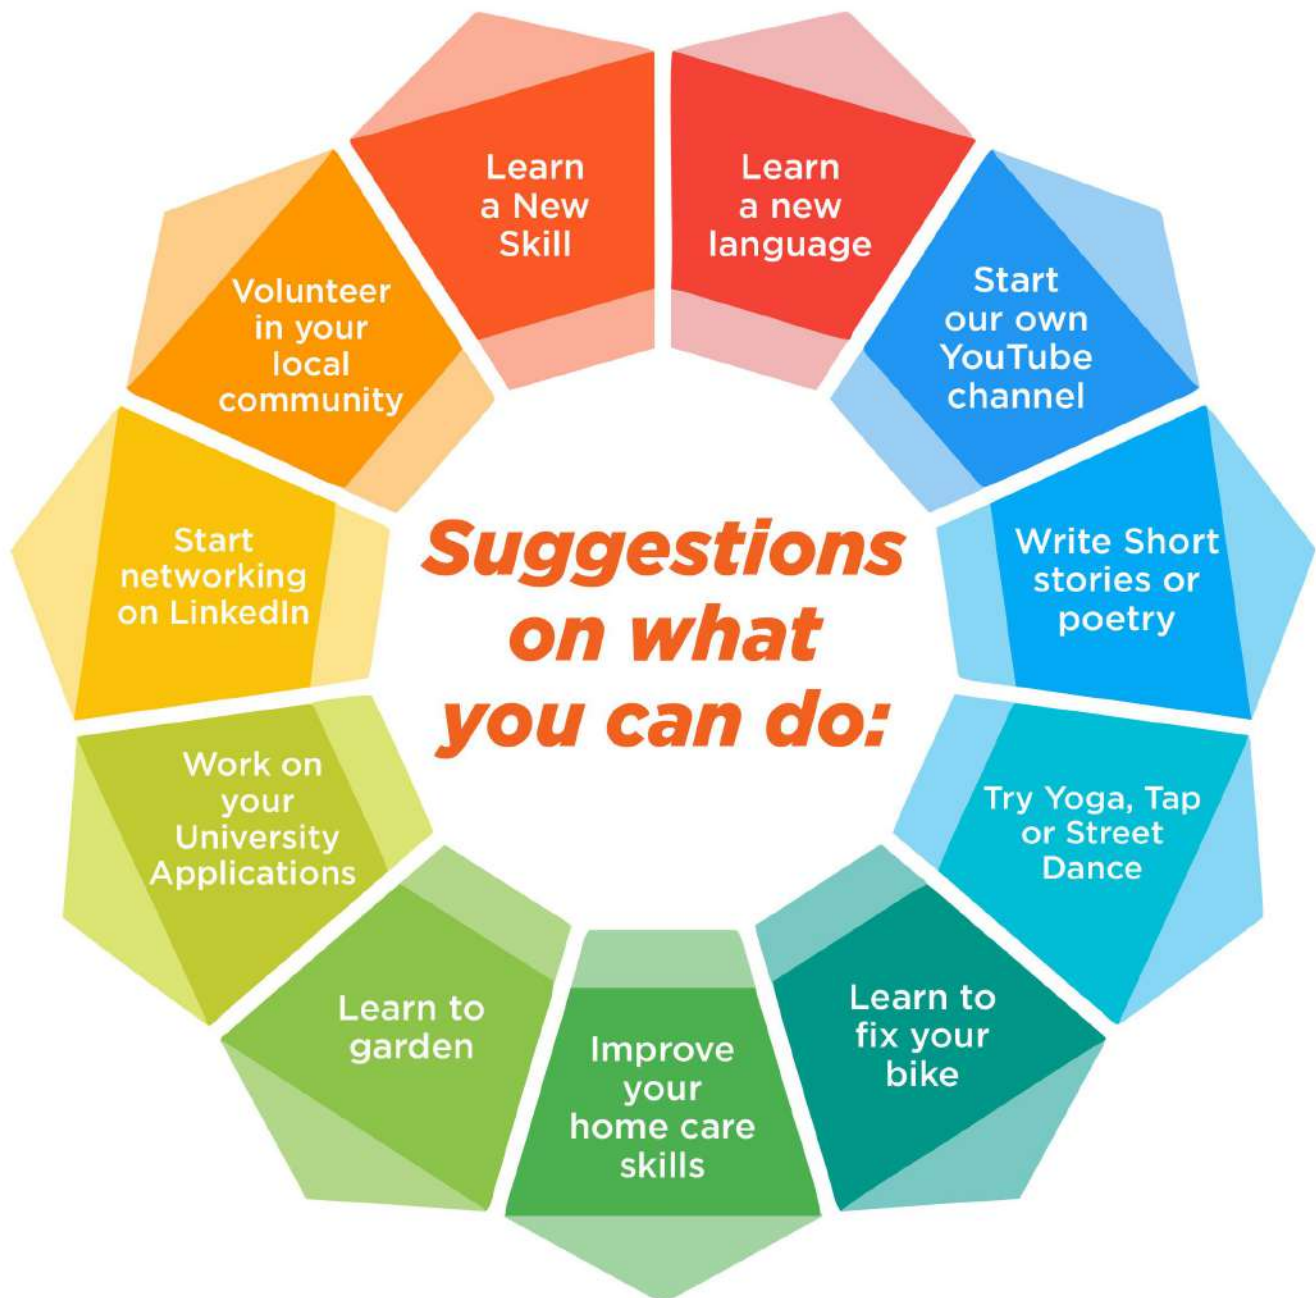 Suggestions
on what
you can do:
Learn
a new
language
Start
our own
YouTube
channel
Write Short
stories or
poetry
Try Yoga, Tap
or Street
Dance
Learn to
fix your
bike
Improve
your
home care
skills
Learn to
garden
Work on
your
University
Applications
Start
networking
on LinkedIn
Volunteer
in your
local
community
Learn
a New
Skill